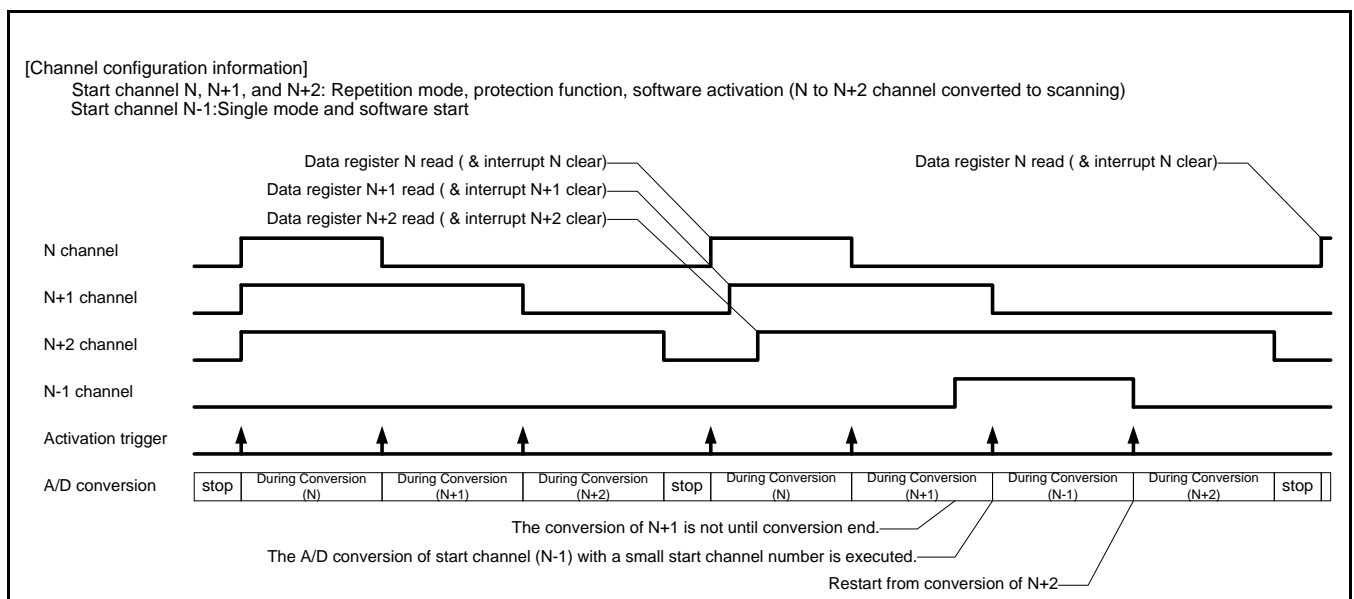 [Channel configuration information]
Start channel N, N+1, and N+2: Repetition mode, protection function, software activation (N to N+2 channel converted to scanning)
Start channel N-1:Single mode and software start
Data register N read ( & interrupt N clear)
Data register N read ( & interrupt N clear)
Data register N+1 read ( & interrupt N+1 clear)
Data register N+2 read ( & interrupt N+2 clear)
N channel
N+1 channel
N+2 channel
N-1 channel
Activation trigger
A/D conversion
stop
During Conversion
(N)
During Conversion
(N+1)
During Conversion
(N+2)
stop
During Conversion
(N)
During Conversion
(N+1)
During Conversion
(N-1)
During Conversion
(N+2)
stop
The conversion of N+1 is not until conversion end.
The A/D conversion of start channel (N-1) with a small start channel number is executed.
Restart from conversion of N+2